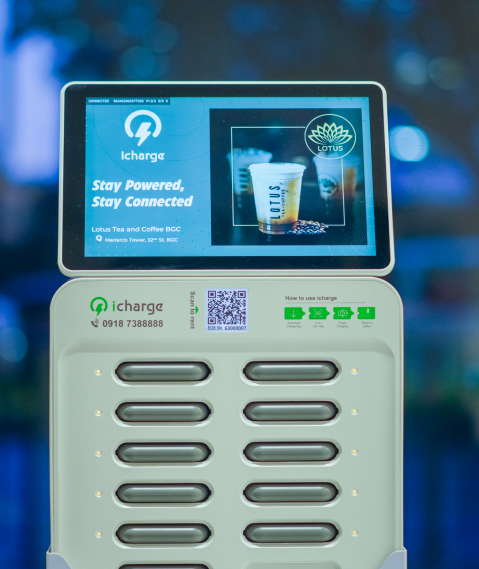 CONNECTED
icharge
Stay Powered,
Stay Connected
Lotus Tea and Coffee BGC
Menarco Tower, 32nd St. BGC
LOTUS
LOTUS
TEA + COFFEE
icharge
0918 7388888
Scan to rent
How to use icharge